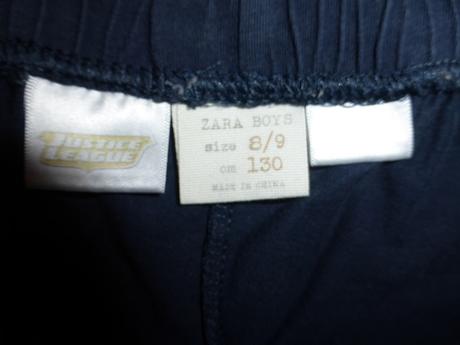 JUSTICE
LEAGUE
ZARA BOYS
size 8/9
cm 130
MADE IN CHINA